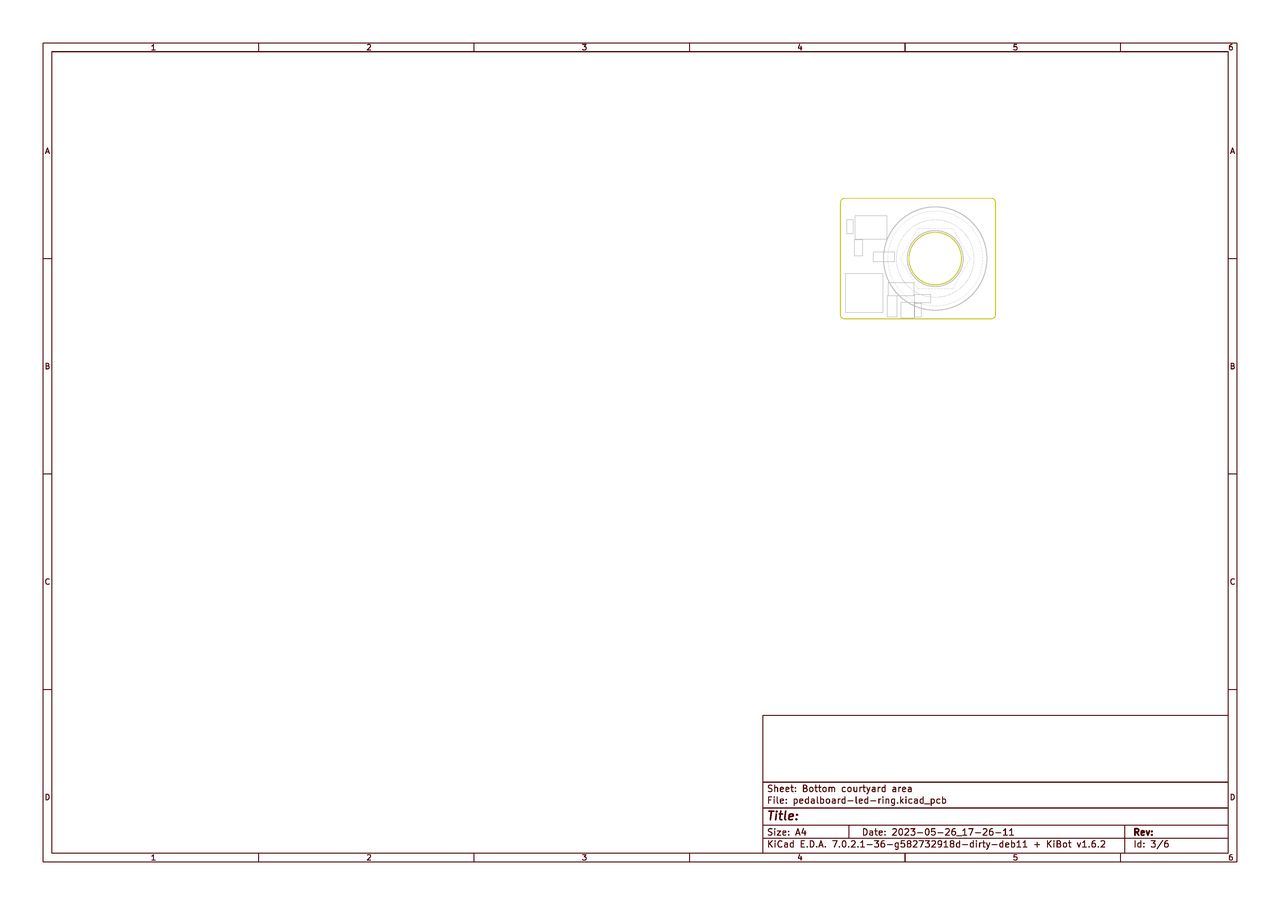 1 2 3 4 5 6
A A
B B
C C
D D
Sheet: Bottom courtyard area
File: pedalboard-led-ring.kicad_pcb
Title:
Size: A4 Date: 2023-05-26_17-26-11 Rev:
KiCad E.D.A. 7.0.2.1-36-g582732918d-dirty-deb11 + KiBot v1.6.2 Id: 3/6
1 2 3 4 5 6